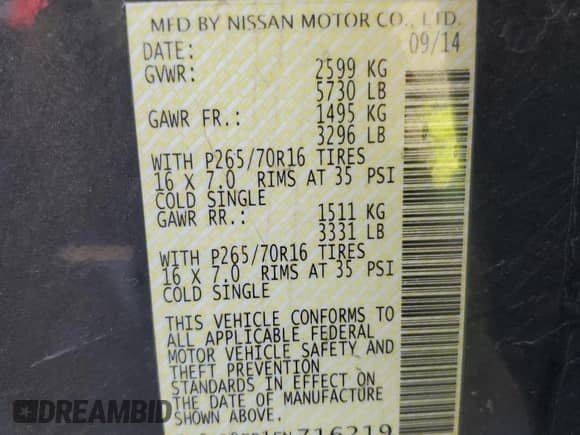 MFD BY NISSAN MOTOR CO., LTD.
DATE: 09/14
GVWR: 2599 KG
5730 LB
GAWR FR.: 1495 KG
3296 LB
WITH P265/70R16 TIRES
16 X 7.0 RIMS AT 35 PSI
COLD SINGLE
GAWR RR.: 1511 KG
3331 LB
WITH P265/70R16 TIRES
16 X 7.0 RIMS AT 35 PSI
COLD SINGLE
THIS VEHICLE CONFORMS TO
ALL APPLICABLE FEDERAL
MOTOR VEHICLE SAFETY AND
THEFT PREVENTION
STANDARDS IN EFFECT ON
THE DATE OF MANUFACTURE
SHOWN ABOVE.
716219
DREAMBID